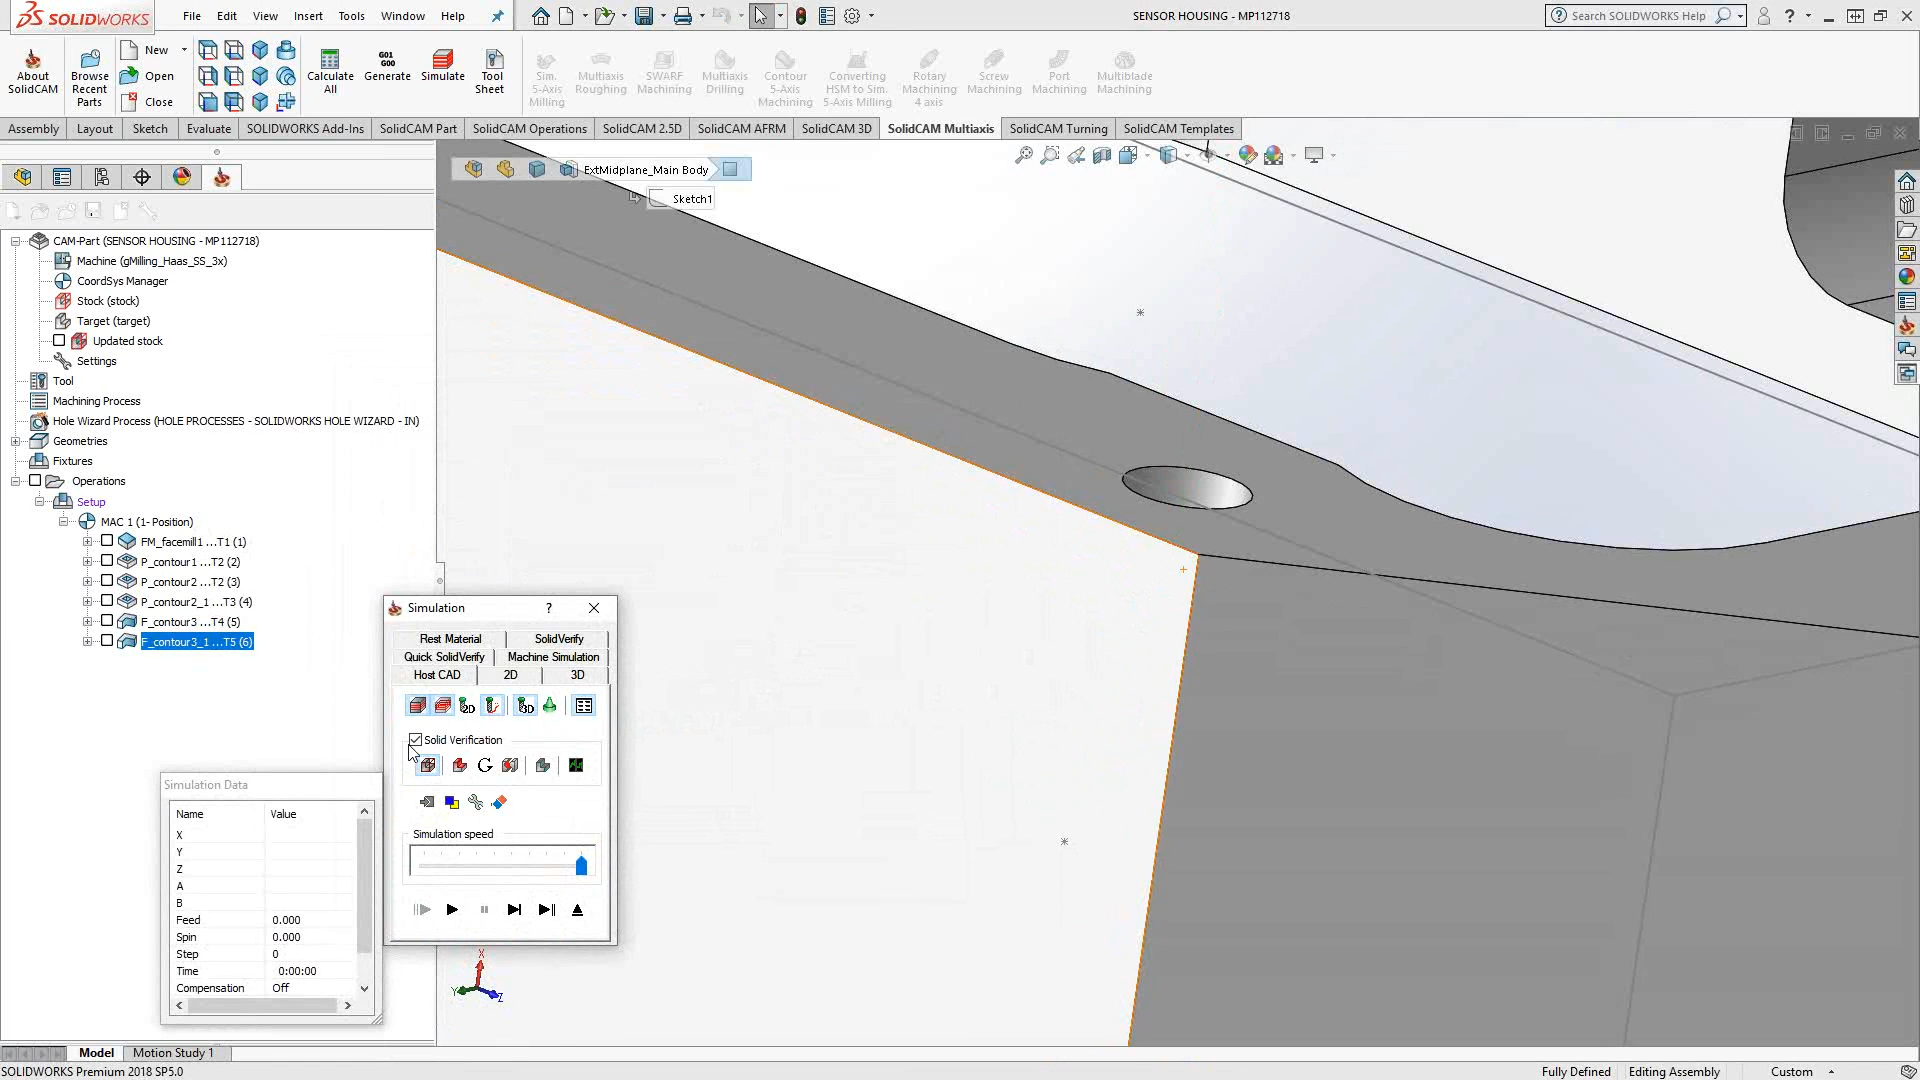 SOLIDWORKS File Edit View Insert Tools Window Help SENSOR HOUSING - MP112718 Search SOLIDWORKS Help ?
About SolidCAM
Browse Recent Parts
New
Open
Close
Calculate All
G01 G00 Generate
Simulate
Tool Sheet
Sim. 5-Axis Milling
Multiaxis Roughing
SWARF Machining
Multiaxis Drilling
Contour 5-Axis Machining
Converting HSM to Sim. 5-Axis Milling
Rotary Machining 4 axis
Screw Machining
Port Machining
Multiblade Machining
Assembly Layout Sketch Evaluate SOLIDWORKS Add-Ins SolidCAM Part SolidCAM Operations SolidCAM 2.5D SolidCAM AFRM SolidCAM 3D SolidCAM Multiaxis SolidCAM Turning SolidCAM Templates
ExtMidplane_Main Body
Sketch1
CAM-Part (SENSOR HOUSING - MP112718)
Machine (gMilling_Haas_SS_3x)
CoordSys Manager
Stock (stock)
Target (target)
Updated stock
Settings
Tool
Machining Process
Hole Wizard Process (HOLE PROCESSES - SOLIDWORKS HOLE WIZARD - IN)
Geometries
Fixtures
Operations
Setup
MAC 1 (1- Position)
FM_facemill1 ...T1 (1)
P_contour1 ...T2 (2)
P_contour2 ...T2 (3)
P_contour2_1 ...T3 (4)
F_contour3 ...T4 (5)
F_contour3_1 ...T5 (6)
Simulation ?
Rest Material SolidVerify
Quick SolidVerify Machine Simulation
Host CAD 2D 3D
2D 3D
Solid Verification
Simulation speed
Simulation Data
Name Value
X
Y
Z
A
B
Feed 0.000
Spin 0.000
Step 0
Time 0:00:00
Compensation Off
X
Y
Z
Model Motion Study 1
SOLIDWORKS Premium 2018 SP5.0 Fully Defined Editing Assembly Custom